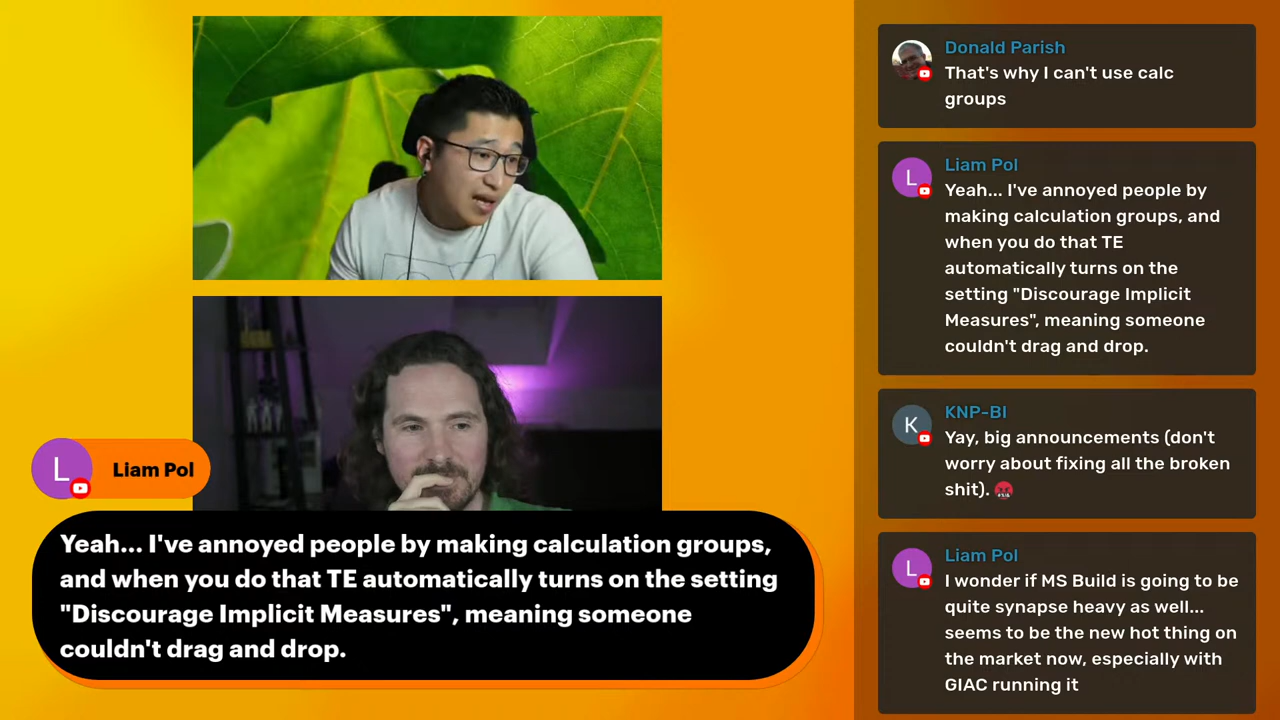 Donald Parish
That's why I can't use calc
groups
L
Liam Pol
Yeah... I've annoyed people by
making calculation groups, and
when you do that TE
automatically turns on the
setting "Discourage Implicit
Measures", meaning someone
couldn't drag and drop.
K
KNP-BI
Yay, big announcements (don't
worry about fixing all the broken
shit). 🤬
L
Liam Pol
I wonder if MS Build is going to be
quite synapse heavy as well...
seems to be the new hot thing on
the market now, especially with
GIAC running it
L
Liam Pol
Yeah... I've annoyed people by making calculation groups,
and when you do that TE automatically turns on the setting
"Discourage Implicit Measures", meaning someone
couldn't drag and drop.